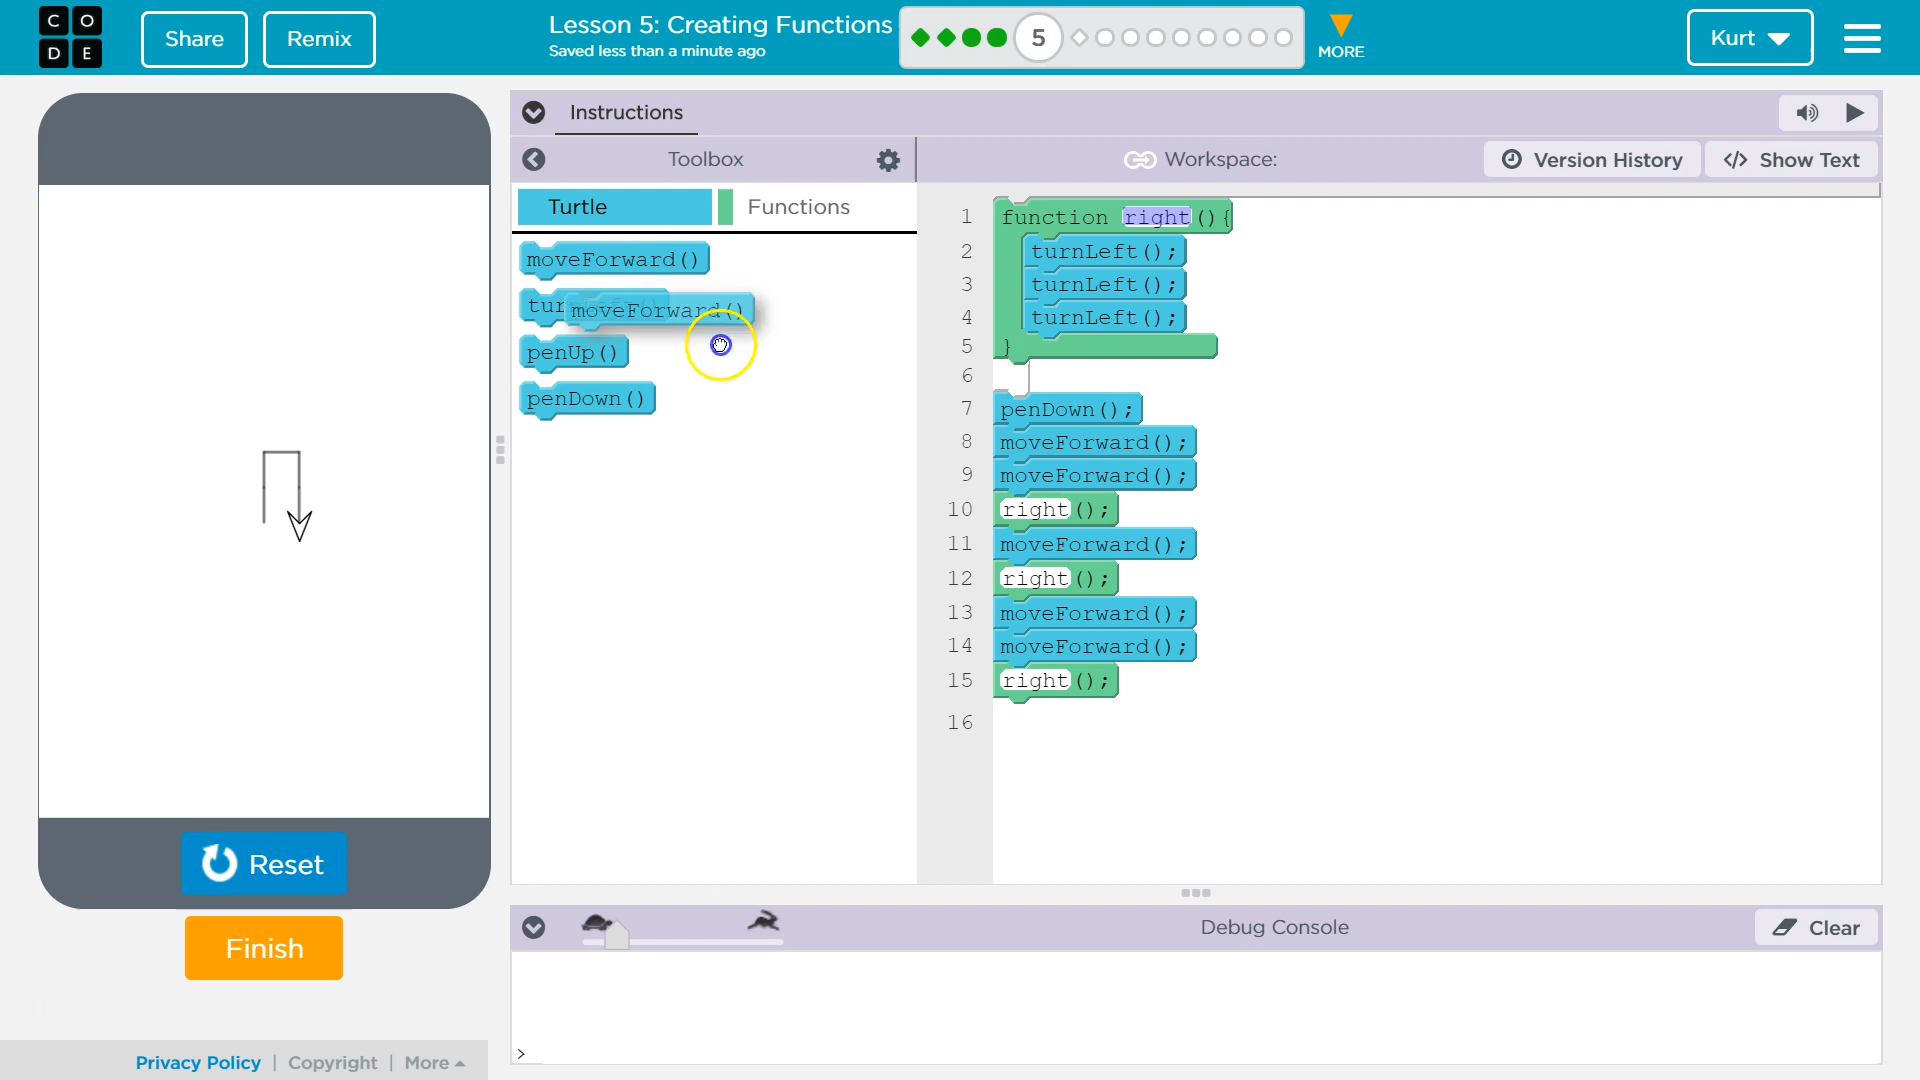 C O
D E
Share
Remix
Lesson 5: Creating Functions
Saved less than a minute ago
5
MORE
Kurt
Instructions
Toolbox
Workspace:
Version History
</> Show Text
Turtle
Functions
moveForward()
tur
moveForward()
penUp()
penDown()
1 function right(){
2 turnLeft();
3 turnLeft();
4 turnLeft();
5 }
6
7 penDown();
8 moveForward();
9 moveForward();
10 right();
11 moveForward();
12 right();
13 moveForward();
14 moveForward();
15 right();
16
Reset
Finish
Debug Console
Clear
>
Privacy Policy | Copyright | More